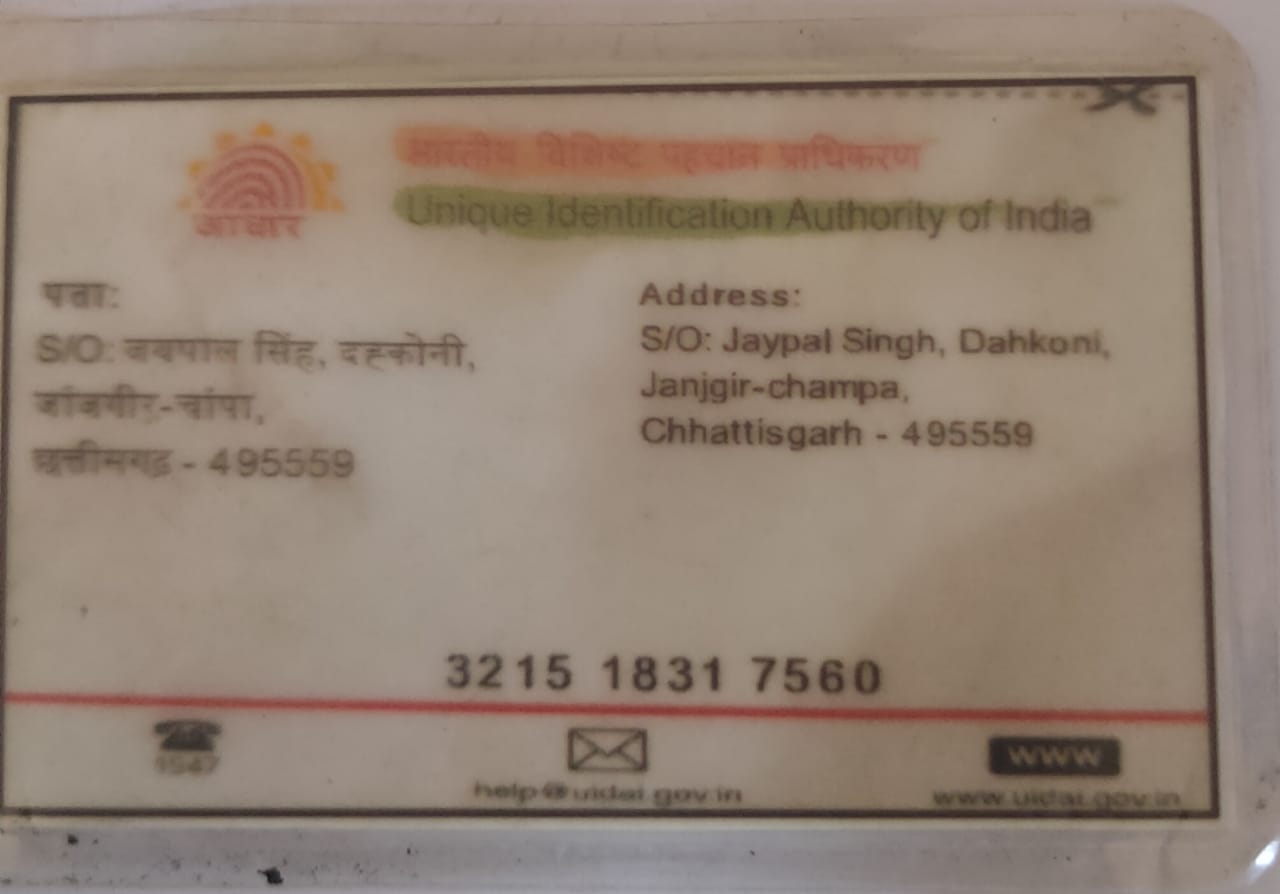 आधार
भारतीय विशिष्ट पहचान प्राधिकरण
Unique Identification Authority of India
पता:
S/O: जयपाल सिंह, दहकोनी,
जांजगीर-चांपा,
छत्तीसगढ़ - 495559
Address:
S/O: Jaypal Singh, Dahkoni,
Janjgir-champa,
Chhattisgarh - 495559
3215 1831 7560
1547
help@uidai.gov.in
WWW
www.uidai.gov.in